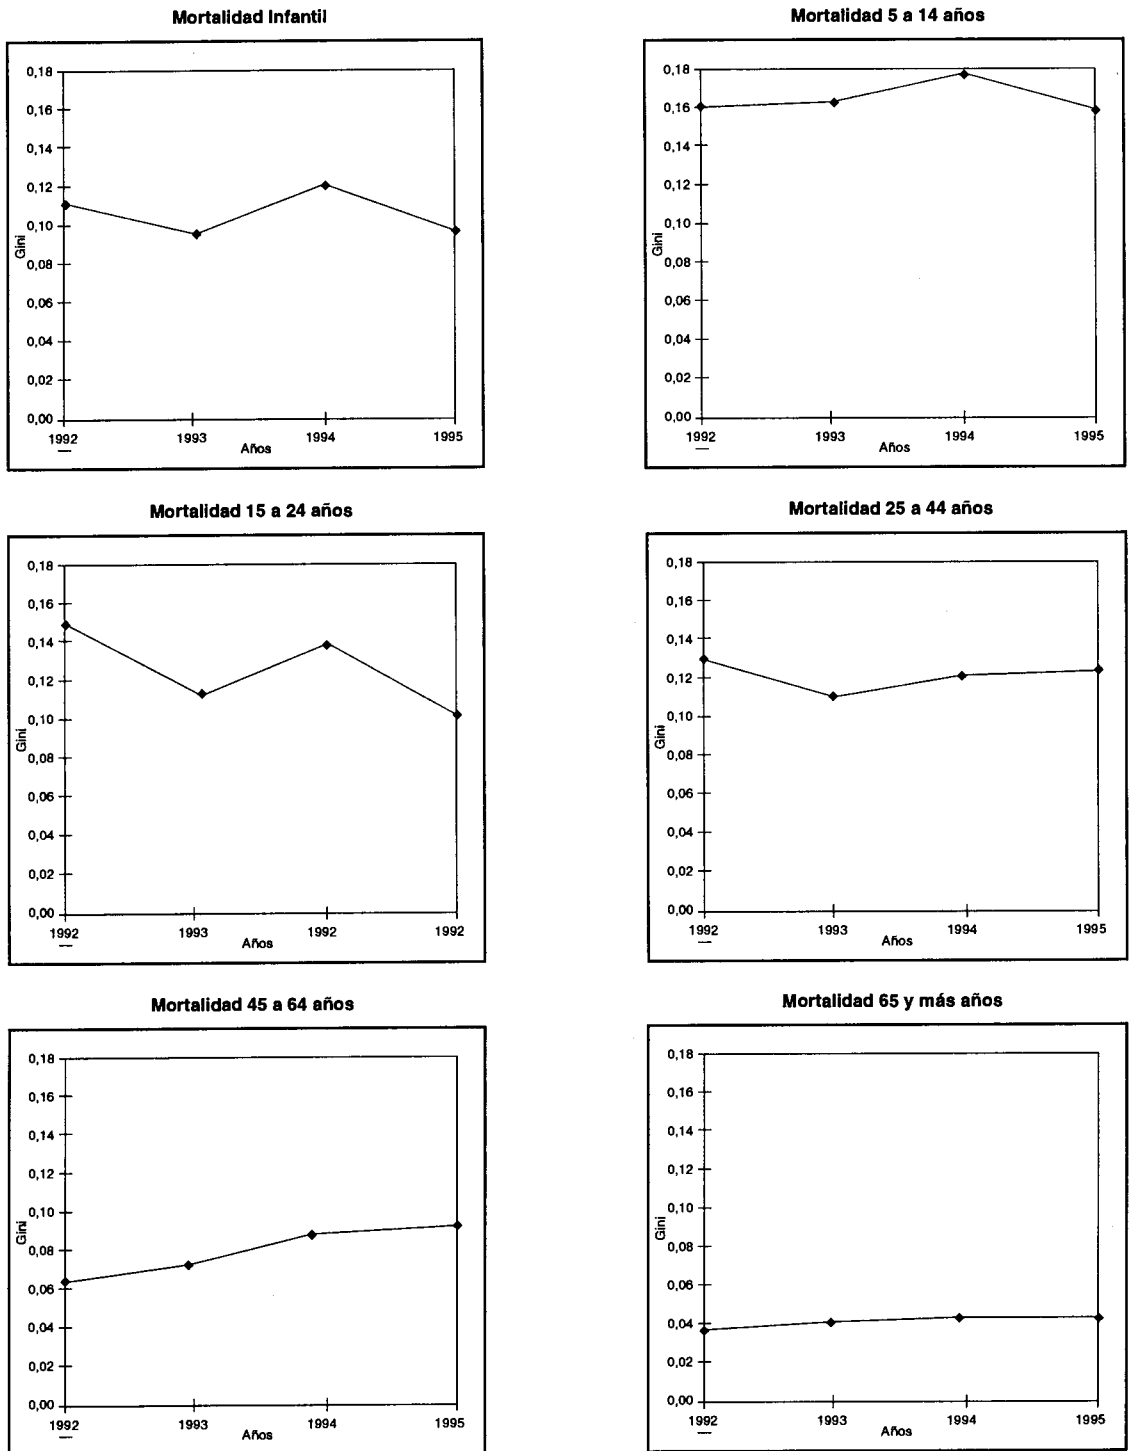 Mortalidad Infantil
0,18
0,16
0,14
0,12
0,10
0,08
0,06
0,04
0,02
0,00
Gini
1992 1993 1994 1995
Años
Mortalidad 5 a 14 años
0,18
0,16
0,14
0,12
0,10
0,08
0,06
0,04
0,02
0,00
Gini
1992 1993 1994 1995
Años
Mortalidad 15 a 24 años
0,18
0,16
0,14
0,12
0,10
0,08
0,06
0,04
0,02
0,00
Gini
1992 1993 1992 1992
Años
Mortalidad 25 a 44 años
0,18
0,16
0,14
0,12
0,10
0,08
0,06
0,04
0,02
0,00
Gini
1992 1993 1994 1995
Años
Mortalidad 45 a 64 años
0,18
0,16
0,14
0,12
0,10
0,08
0,06
0,04
0,02
0,00
Gini
1992 1993 1994 1995
Años
Mortalidad 65 y más años
0,18
0,16
0,14
0,12
0,10
0,08
0,06
0,04
0,02
0,00
Gini
1992 1993 1994 1995
Años